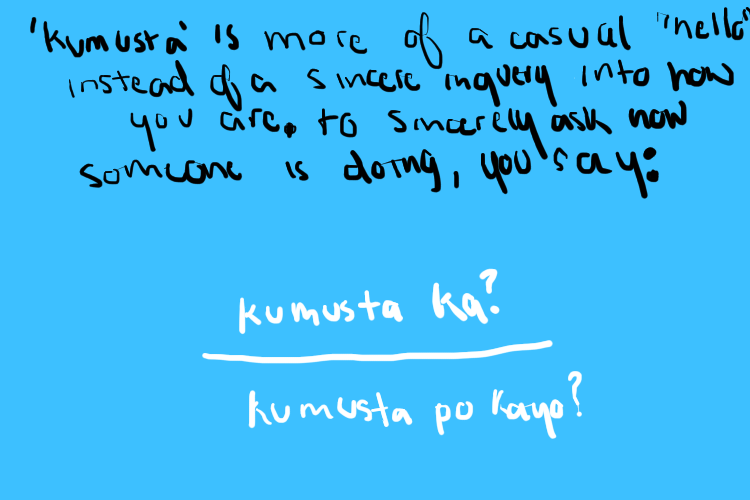 'kumusta' is more of a casual "hello"
instead of a sincere inquery into how
you are. to sincerely ask how
someone is doing, you say:
kumusta ka?
kumusta po kayo?